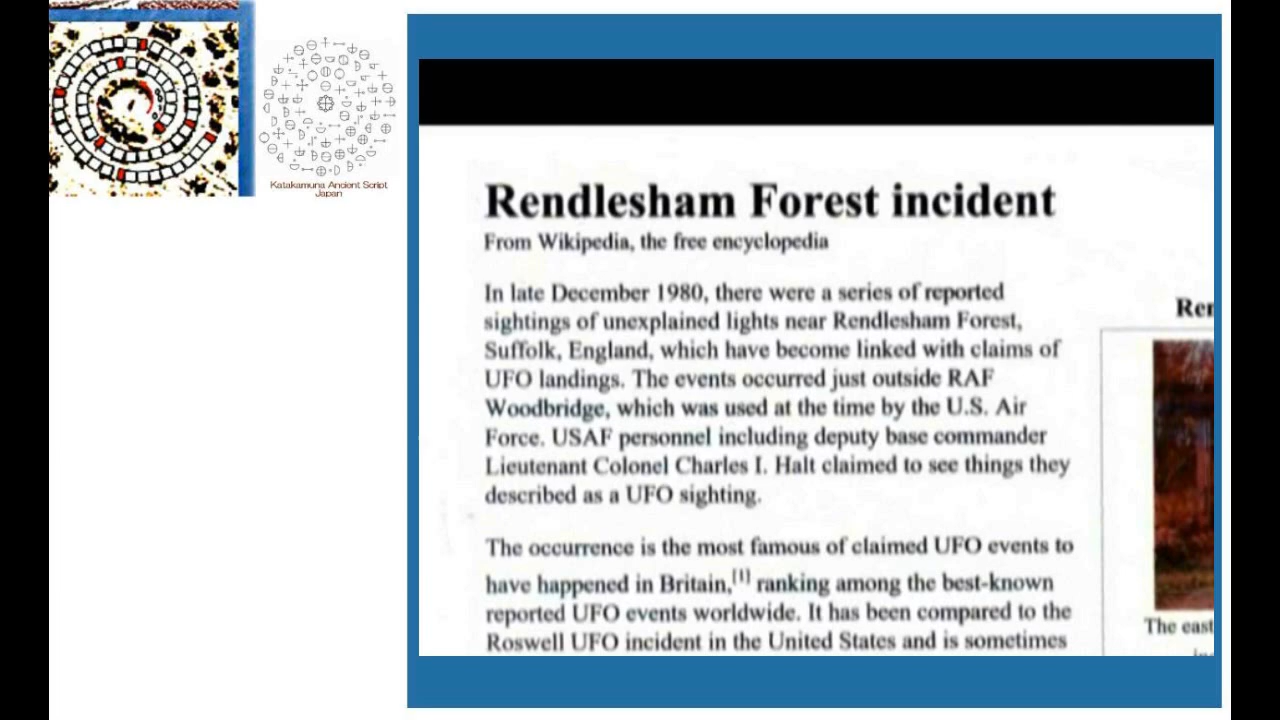 Katakamuna Ancient Script
Japan
Rendlesham Forest incident
From Wikipedia, the free encyclopedia
In late December 1980, there were a series of reported
sightings of unexplained lights near Rendlesham Forest,
Suffolk, England, which have become linked with claims of
UFO landings. The events occurred just outside RAF
Woodbridge, which was used at the time by the U.S. Air
Force. USAF personnel including deputy base commander
Lieutenant Colonel Charles I. Halt claimed to see things they
described as a UFO sighting.
The occurrence is the most famous of claimed UFO events to
have happened in Britain,[1] ranking among the best-known
reported UFO events worldwide. It has been compared to the
Roswell UFO incident in the United States and is sometimes
Ren
The east